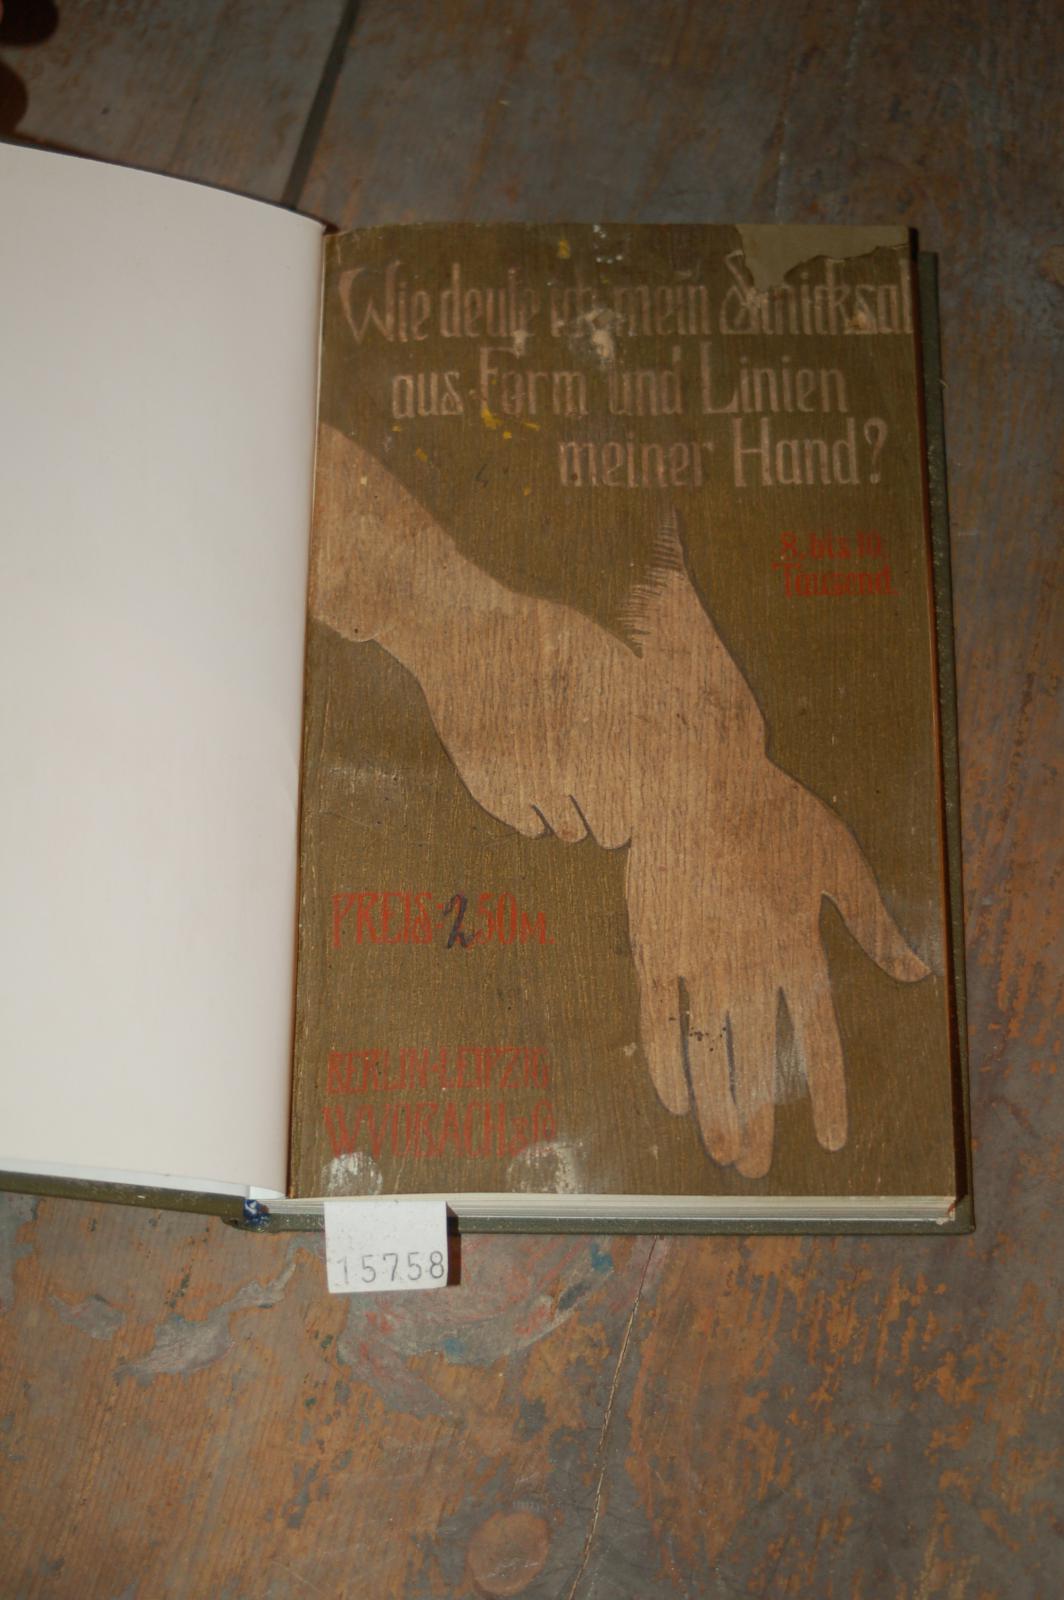 Wie deute ich mein Schicksal
aus Form und Linien
meiner Hand?
8. bis 10.
Tausend.
PREIS: 2 50 M.
BERLIN-LEIPZIG
W VOBACH & Co
15758